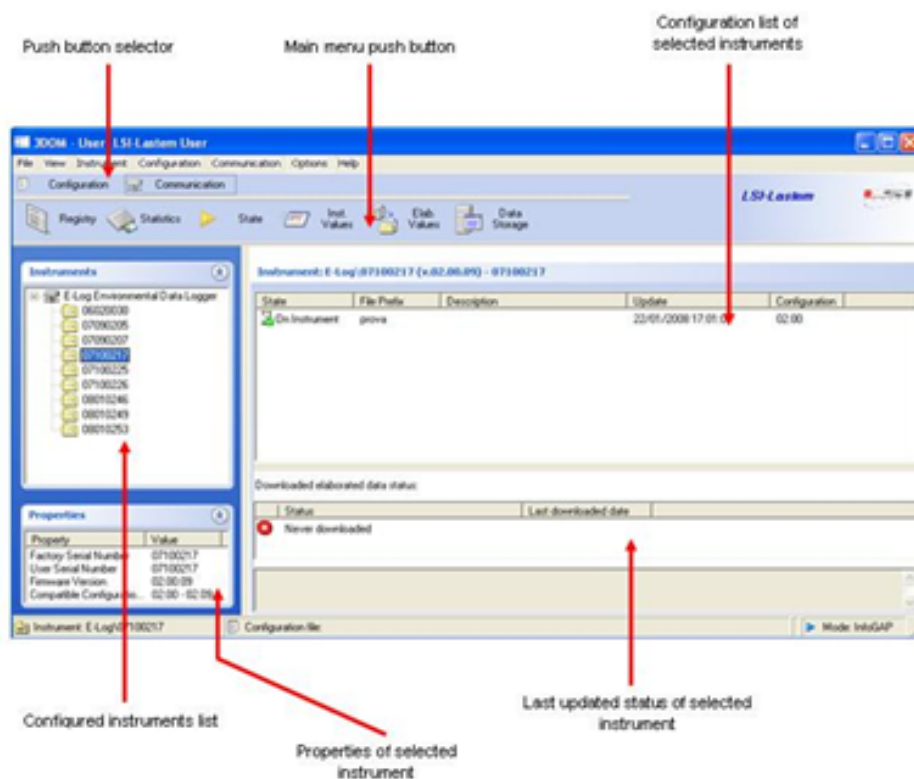 Configuration list of
selected instruments
Push button selector
Main menu push button
3DOM - User: LSI-Lastem User
File View Instrument Configuration Communication Options Help
Configuration Communication
LSI-Lastem
Registry Statistics State Inst. Values Elab. Values Data Storage
Instruments
Instrument: E-Log\07100217 (v.02.00.09) - 07100217
E-Log Environmental Data Logger
State File Prefix Description Update Configuration
On Instrument prova 22/01/2008 17:01:0 02.00
06020030
07090205
07090207
07100217
07100225
07100226
08010246
08010249
08010253
Downloaded elaborated data status:
Status Last downloaded date
Never downloaded
Properties
Property Value
Factory Serial Number 07100217
User Serial Number 07100217
Firmware Version 02.00.09
Compatible Configuratio... 02.00 - 02.09
Instrument: E-Log\07100217 Configuration file: Mode: InfoGAP
Configured instruments list
Last updated status of selected
instrument
Properties of selected
instrument